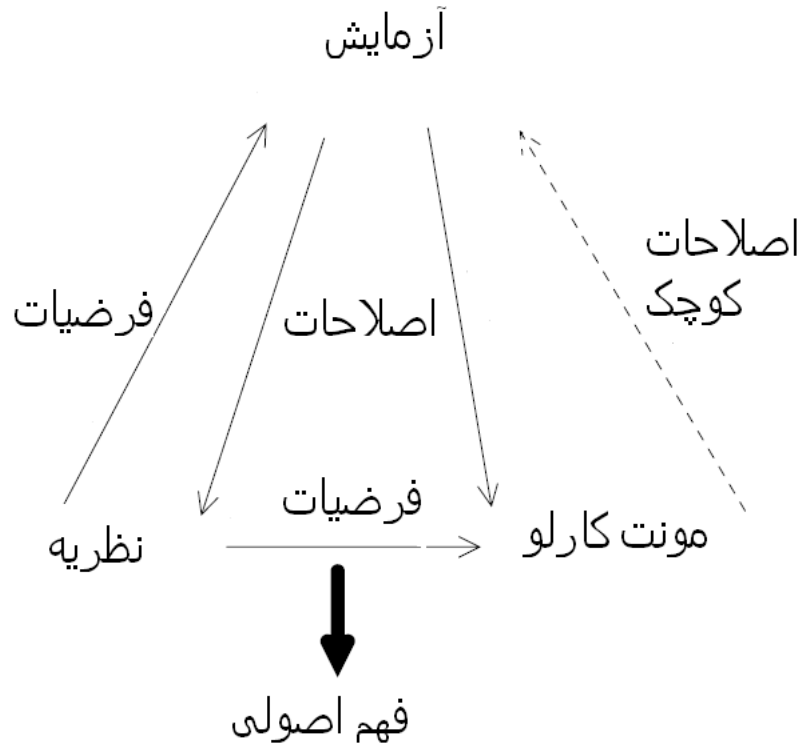 آزمایش
اصلاحات
کوچک
فرضیات
اصلاحات
فرضیات
مونت کارلو
نظریه
فهم اصولی